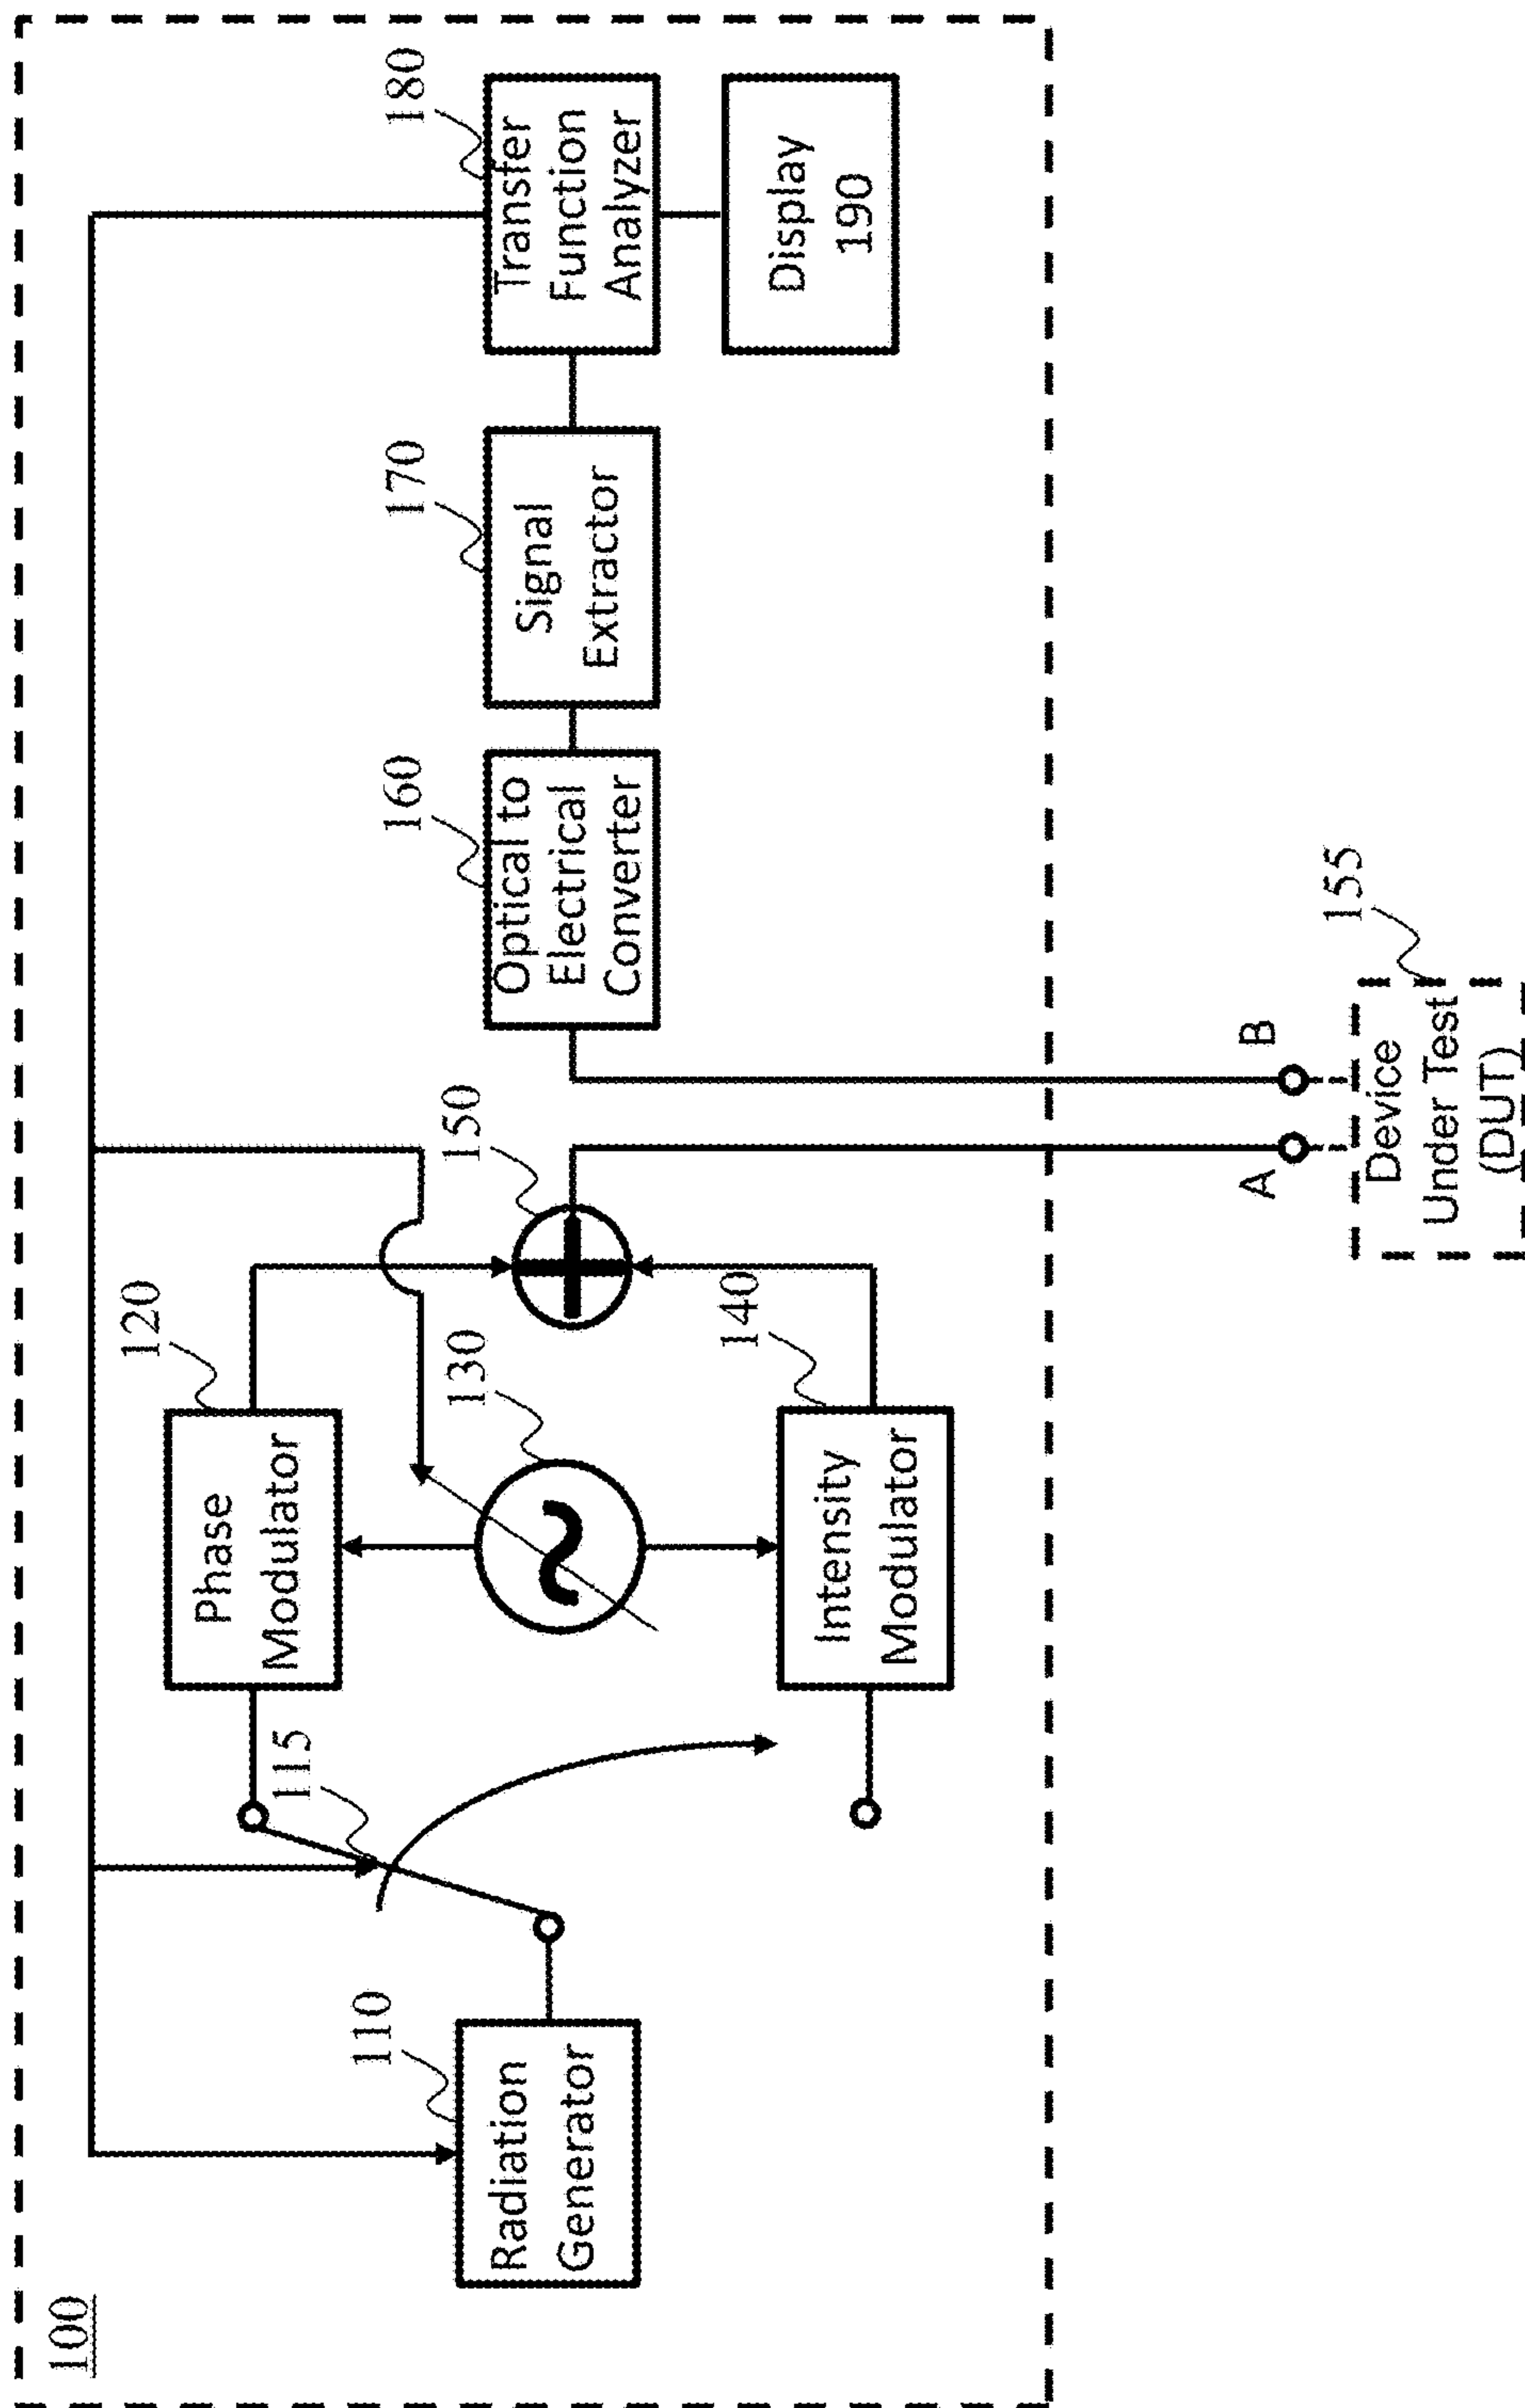 100
110
Radiation
Generator
115
120
Phase
Modulator
130
140
Intensity
Modulator
150
A
B
155
Device
Under Test
(DUT)
160
Optical to
Electrical
Converter
170
Signal
Extractor
180
Transfer
Function
Analyzer
Display
190